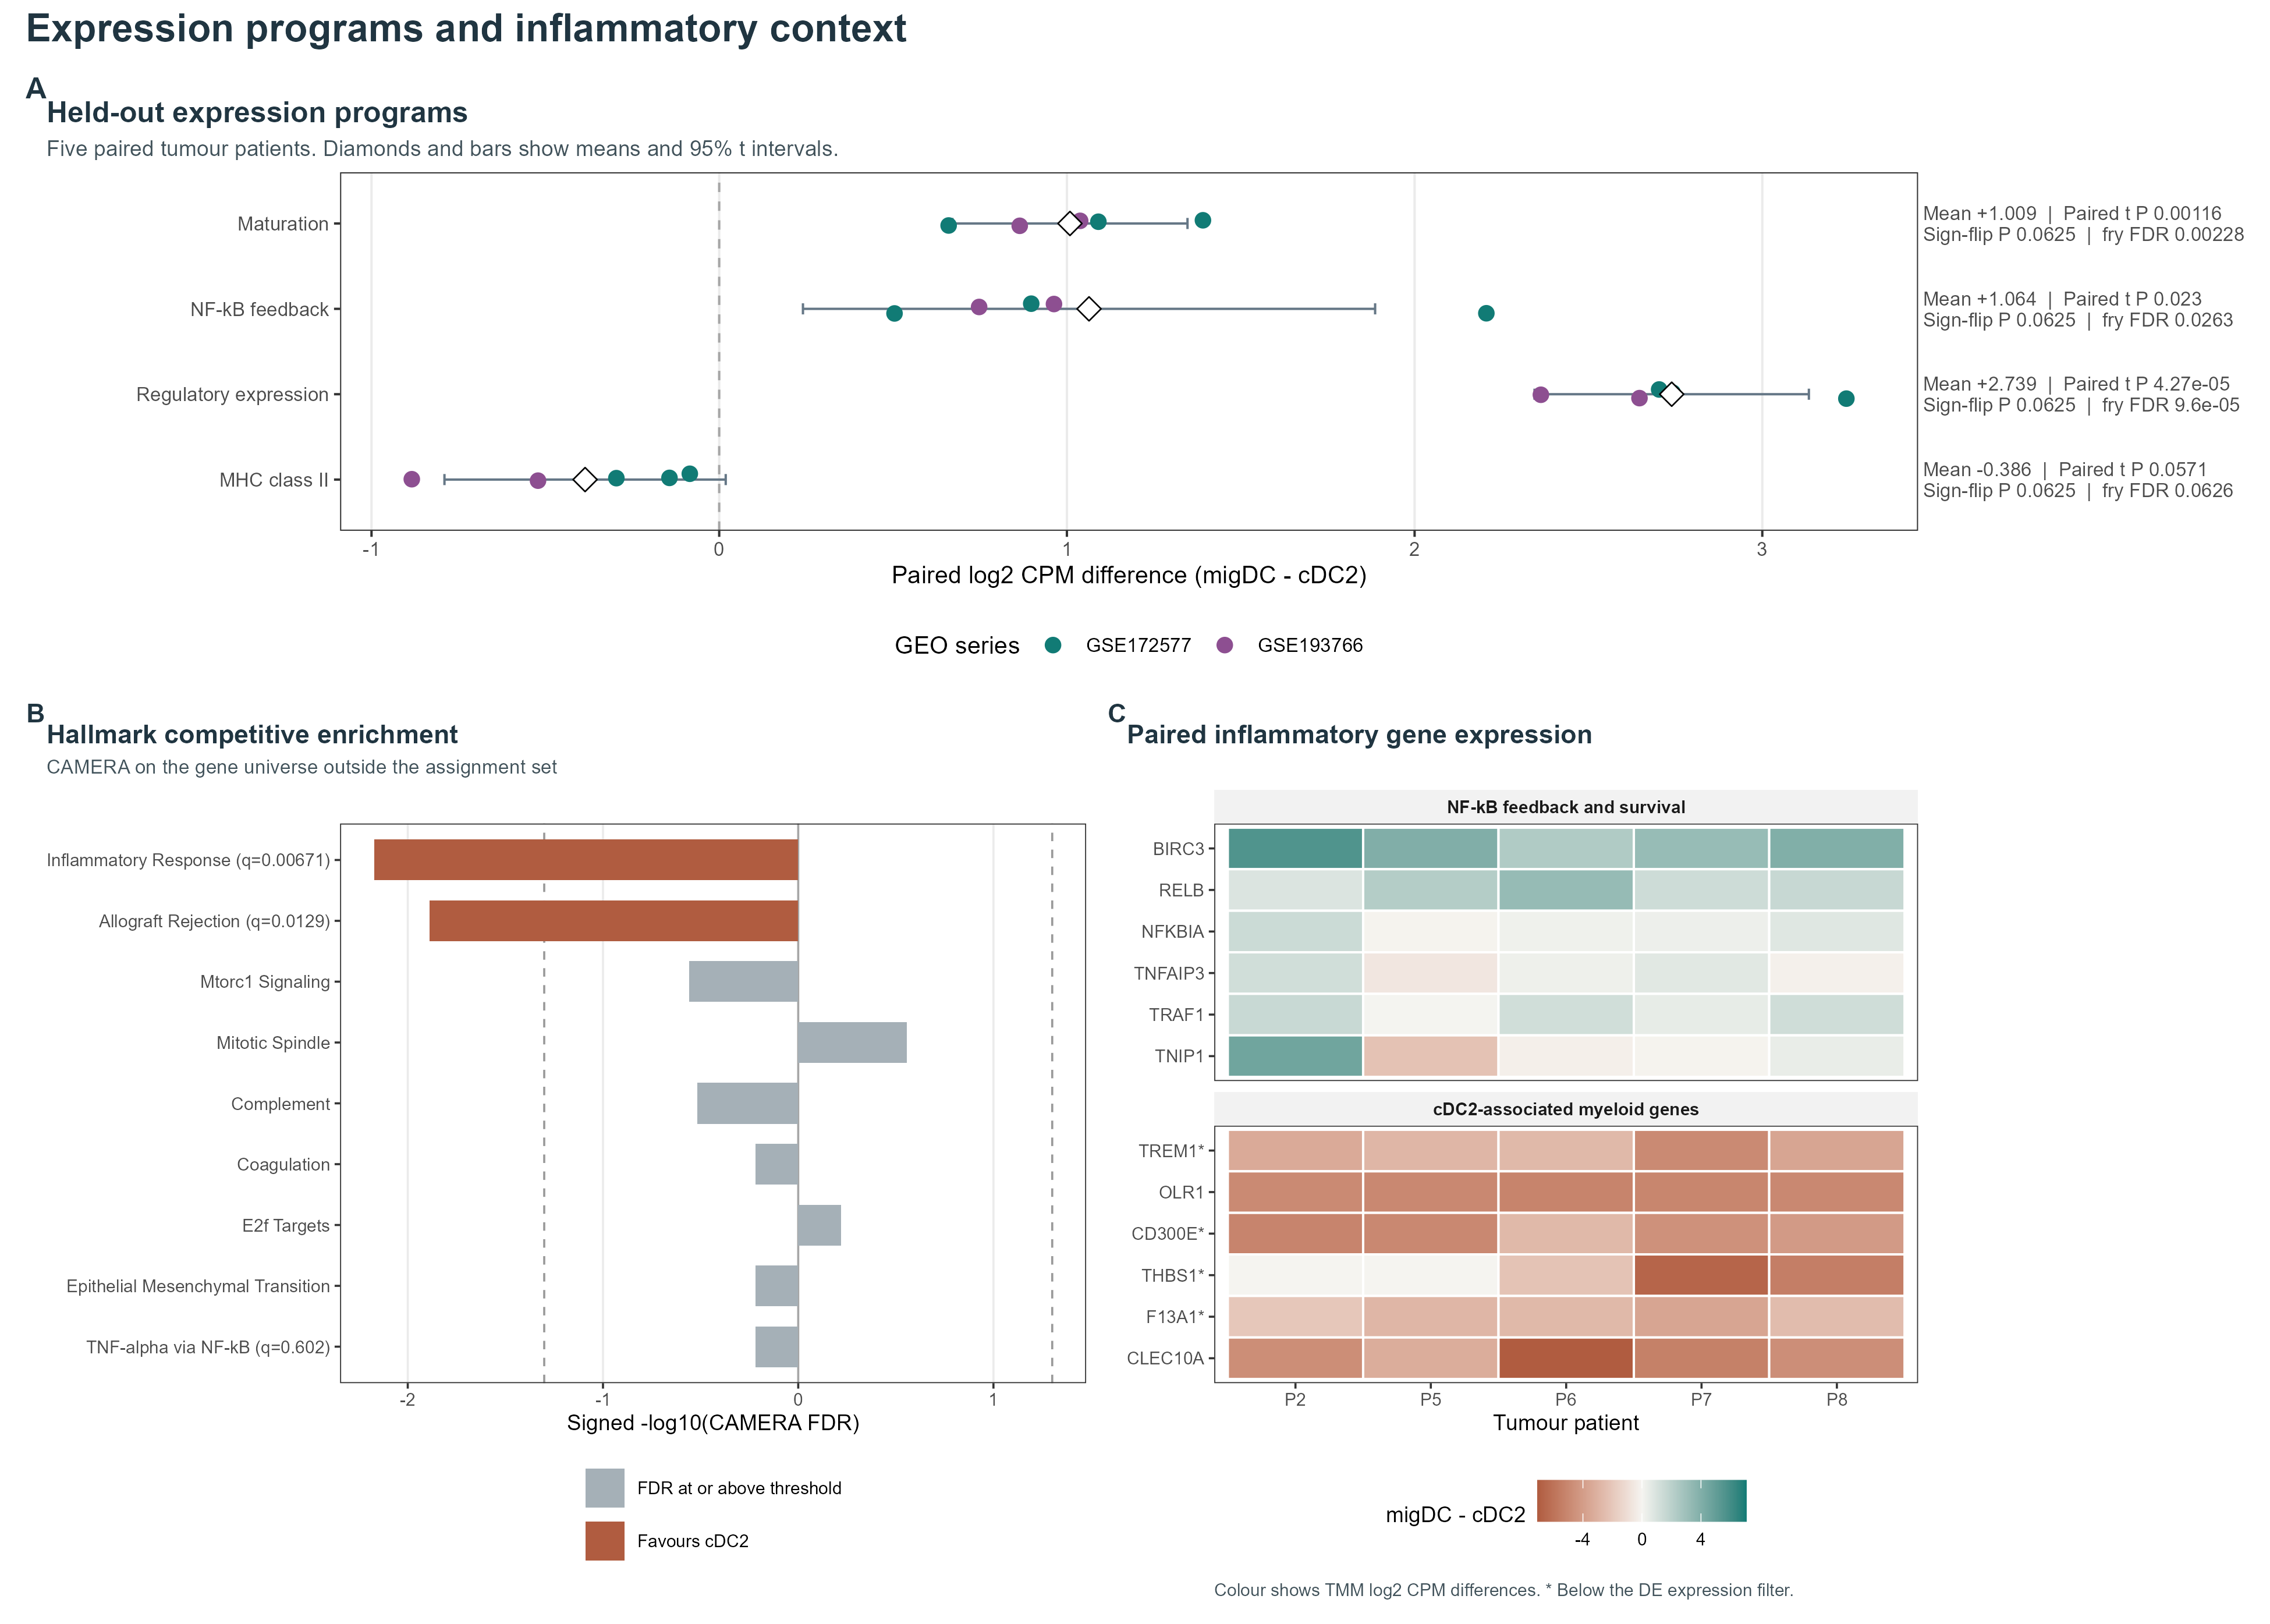 Expression programs and inflammatory context
A
Held-out expression programs
Five paired tumour patients. Diamonds and bars show means and 95% t intervals.
Maturation
Mean +1.009 | Paired t P 0.00116
Sign-flip P 0.0625 | fry FDR 0.00228
NF-kB feedback
Mean +1.064 | Paired t P 0.023
Sign-flip P 0.0625 | fry FDR 0.0263
Regulatory expression
Mean +2.739 | Paired t P 4.27e-05
Sign-flip P 0.0625 | fry FDR 9.6e-05
MHC class II
Mean -0.386 | Paired t P 0.0571
Sign-flip P 0.0625 | fry FDR 0.0626
-1 0 1 2 3
Paired log2 CPM difference (migDC - cDC2)
GEO series GSE172577 GSE193766
B
Hallmark competitive enrichment
CAMERA on the gene universe outside the assignment set
Inflammatory Response (q=0.00671)
Allograft Rejection (q=0.0129)
Mtorc1 Signaling
Mitotic Spindle
Complement
Coagulation
E2f Targets
Epithelial Mesenchymal Transition
TNF-alpha via NF-kB (q=0.602)
-2 -1 0 1
Signed -log10(CAMERA FDR)
FDR at or above threshold
Favours cDC2
C
Paired inflammatory gene expression
NF-kB feedback and survival
BIRC3
RELB
NFKBIA
TNFAIP3
TRAF1
TNIP1
cDC2-associated myeloid genes
TREM1*
OLR1
CD300E*
THBS1*
F13A1*
CLEC10A
P2 P5 P6 P7 P8
Tumour patient
migDC - cDC2
-4 0 4
Colour shows TMM log2 CPM differences. * Below the DE expression filter.